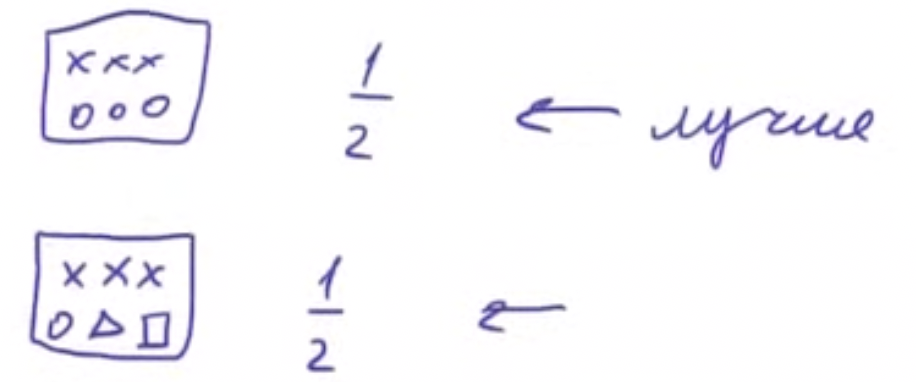 x x x
o o o
1/2 ← лучше
x x x
o △ □
1/2 ←